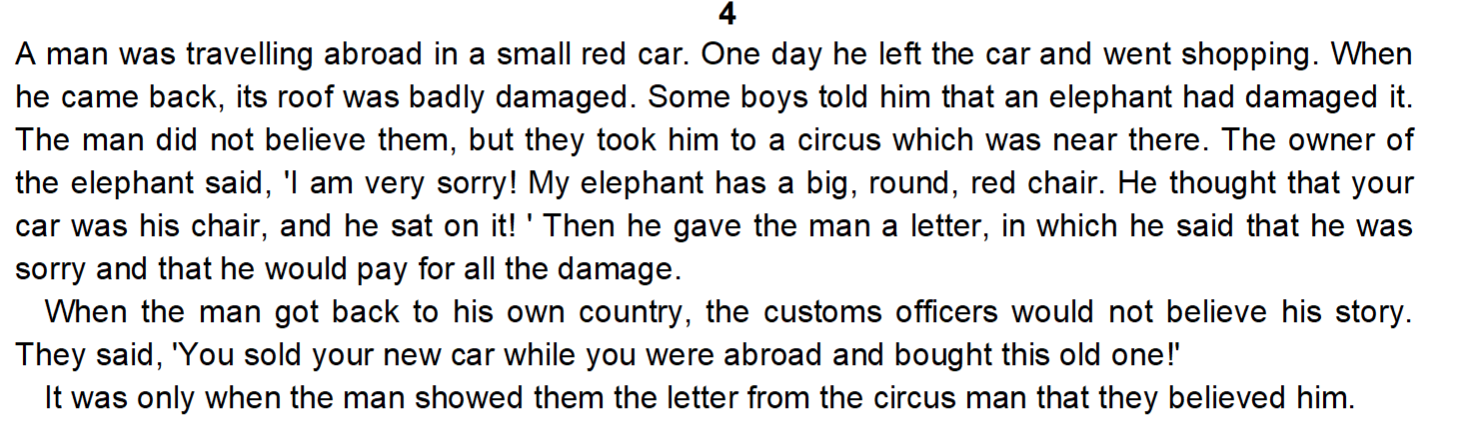 4
A man was travelling abroad in a small red car. One day he left the car and went shopping. When
he came back, its roof was badly damaged. Some boys told him that an elephant had damaged it.
The man did not believe them, but they took him to a circus which was near there. The owner of
the elephant said, 'I am very sorry! My elephant has a big, round, red chair. He thought that your
car was his chair, and he sat on it! ' Then he gave the man a letter, in which he said that he was
sorry and that he would pay for all the damage.
When the man got back to his own country, the customs officers would not believe his story.
They said, 'You sold your new car while you were abroad and bought this old one!'
It was only when the man showed them the letter from the circus man that they believed him.